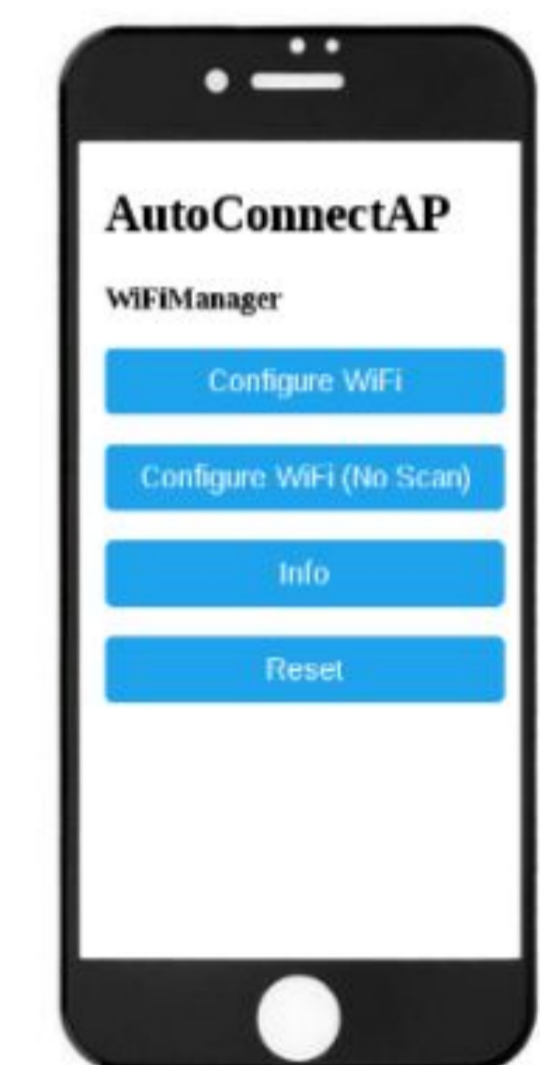 AutoConnectAP
WiFiManager
Configure WiFi
Configure WiFi (No Scan)
Info
Reset